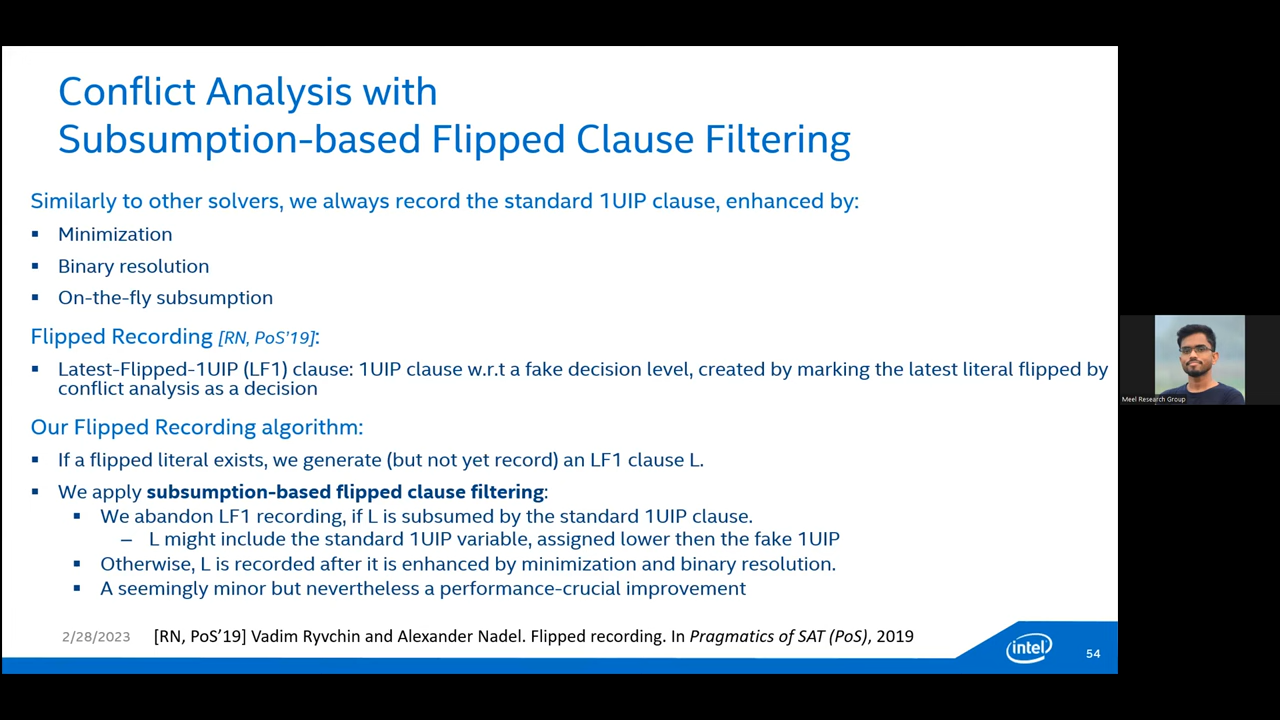 Conflict Analysis with
Subsumption-based Flipped Clause Filtering
Similarly to other solvers, we always record the standard 1UIP clause, enhanced by:
▪ Minimization
▪ Binary resolution
▪ On-the-fly subsumption
Flipped Recording [RN, PoS'19]:
▪ Latest-Flipped-1UIP (LF1) clause: 1UIP clause w.r.t a fake decision level, created by marking the latest literal flipped by
conflict analysis as a decision
Our Flipped Recording algorithm:
▪ If a flipped literal exists, we generate (but not yet record) an LF1 clause L.
▪ We apply subsumption-based flipped clause filtering:
▪ We abandon LF1 recording, if L is subsumed by the standard 1UIP clause.
– L might include the standard 1UIP variable, assigned lower then the fake 1UIP
▪ Otherwise, L is recorded after it is enhanced by minimization and binary resolution.
▪ A seemingly minor but nevertheless a performance-crucial improvement
2/28/2023 [RN, PoS'19] Vadim Ryvchin and Alexander Nadel. Flipped recording. In Pragmatics of SAT (PoS), 2019
intel
54
Meel Research Group